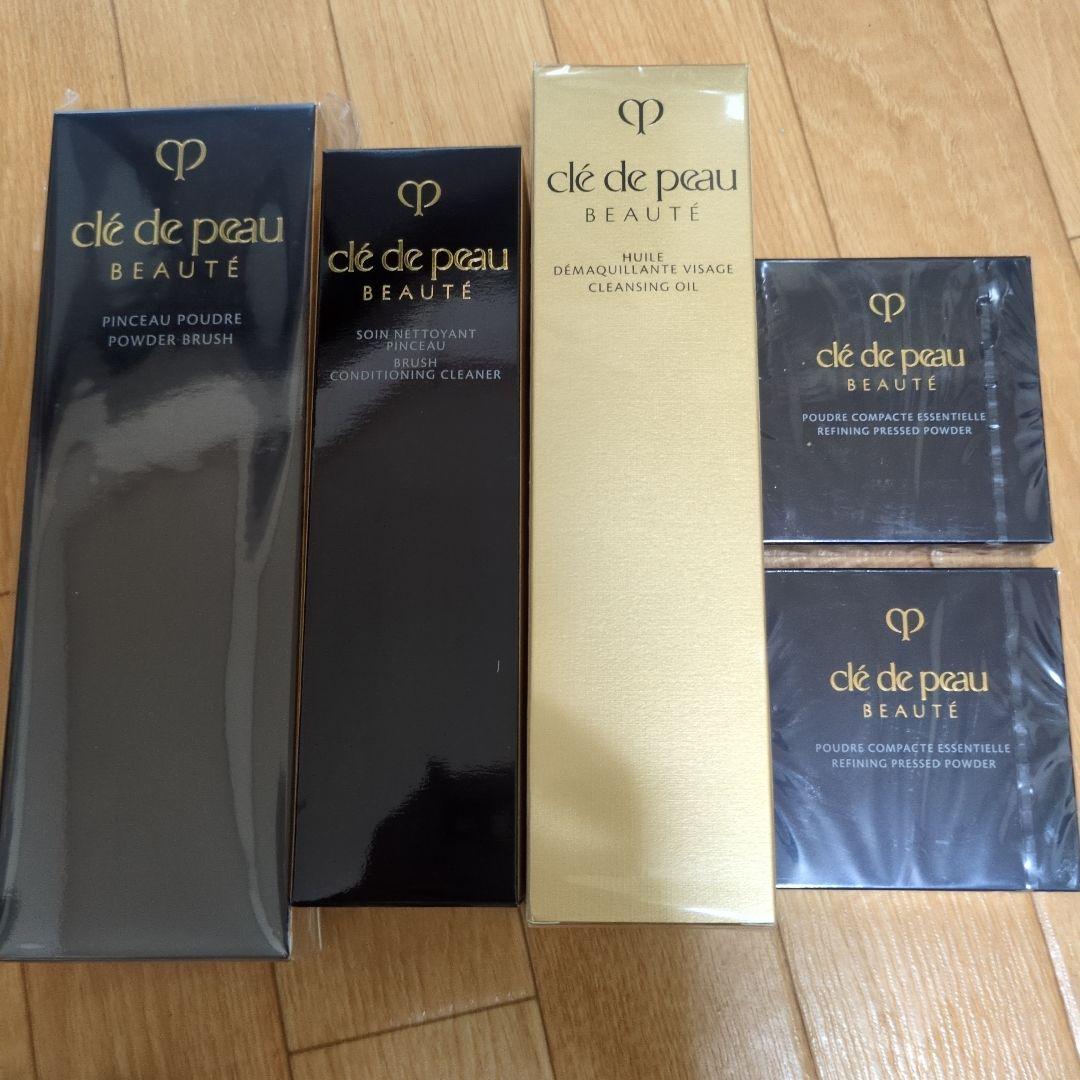 clé de peau
BEAUTÉ
PINCEAU POUDRE
POWDER BRUSH
clé de peau
BEAUTÉ
SOIN NETTOYANT
PINCEAU
BRUSH
CONDITIONING CLEANER
clé de peau
BEAUTÉ
HUILE
DÉMAQUILLANTE VISAGE
CLEANSING OIL
clé de peau
BEAUTÉ
POUDRE COMPACTE ESSENTIELLE
REFINING PRESSED POWDER
clé de peau
BEAUTÉ
POUDRE COMPACTE ESSENTIELLE
REFINING PRESSED POWDER